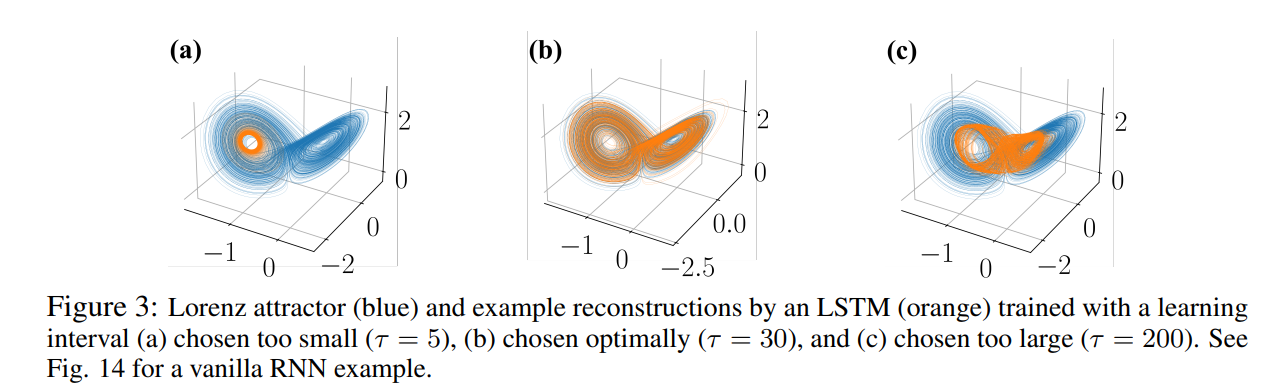 (a) (b) (c)
2 2 2
0 0 0
0 0.0 0
−1 0 −2 −1 0 −2.5 −1 0 −2
Figure 3: Lorenz attractor (blue) and example reconstructions by an LSTM (orange) trained with a learning
interval (a) chosen too small (τ = 5), (b) chosen optimally (τ = 30), and (c) chosen too large (τ = 200). See
Fig. 14 for a vanilla RNN example.